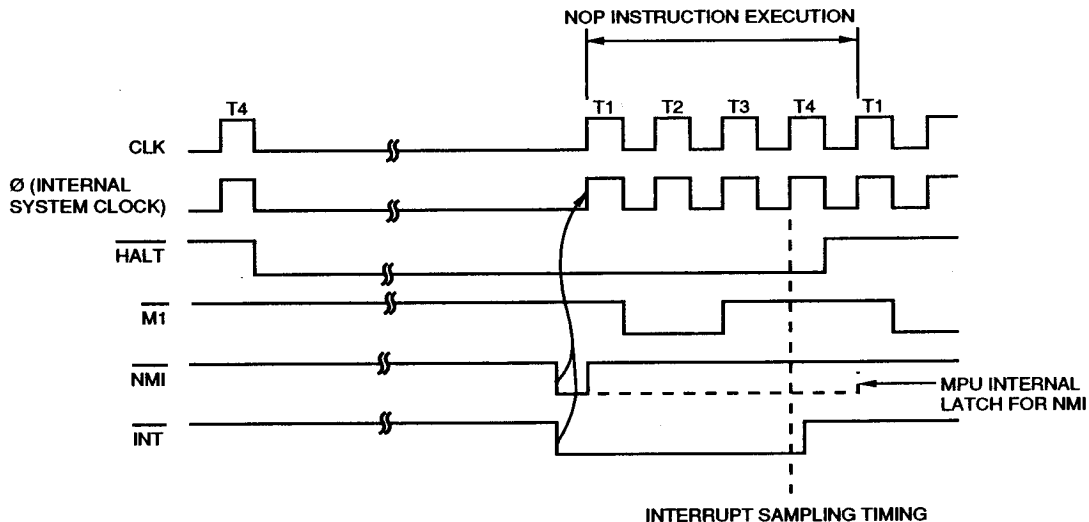 NOP INSTRUCTION EXECUTION
T4 T1 T2 T3 T4 T1
CLK
Ø (INTERNAL
SYSTEM CLOCK)
HALT
M1
NMI
MPU INTERNAL
LATCH FOR NMI
INT
INTERRUPT SAMPLING TIMING